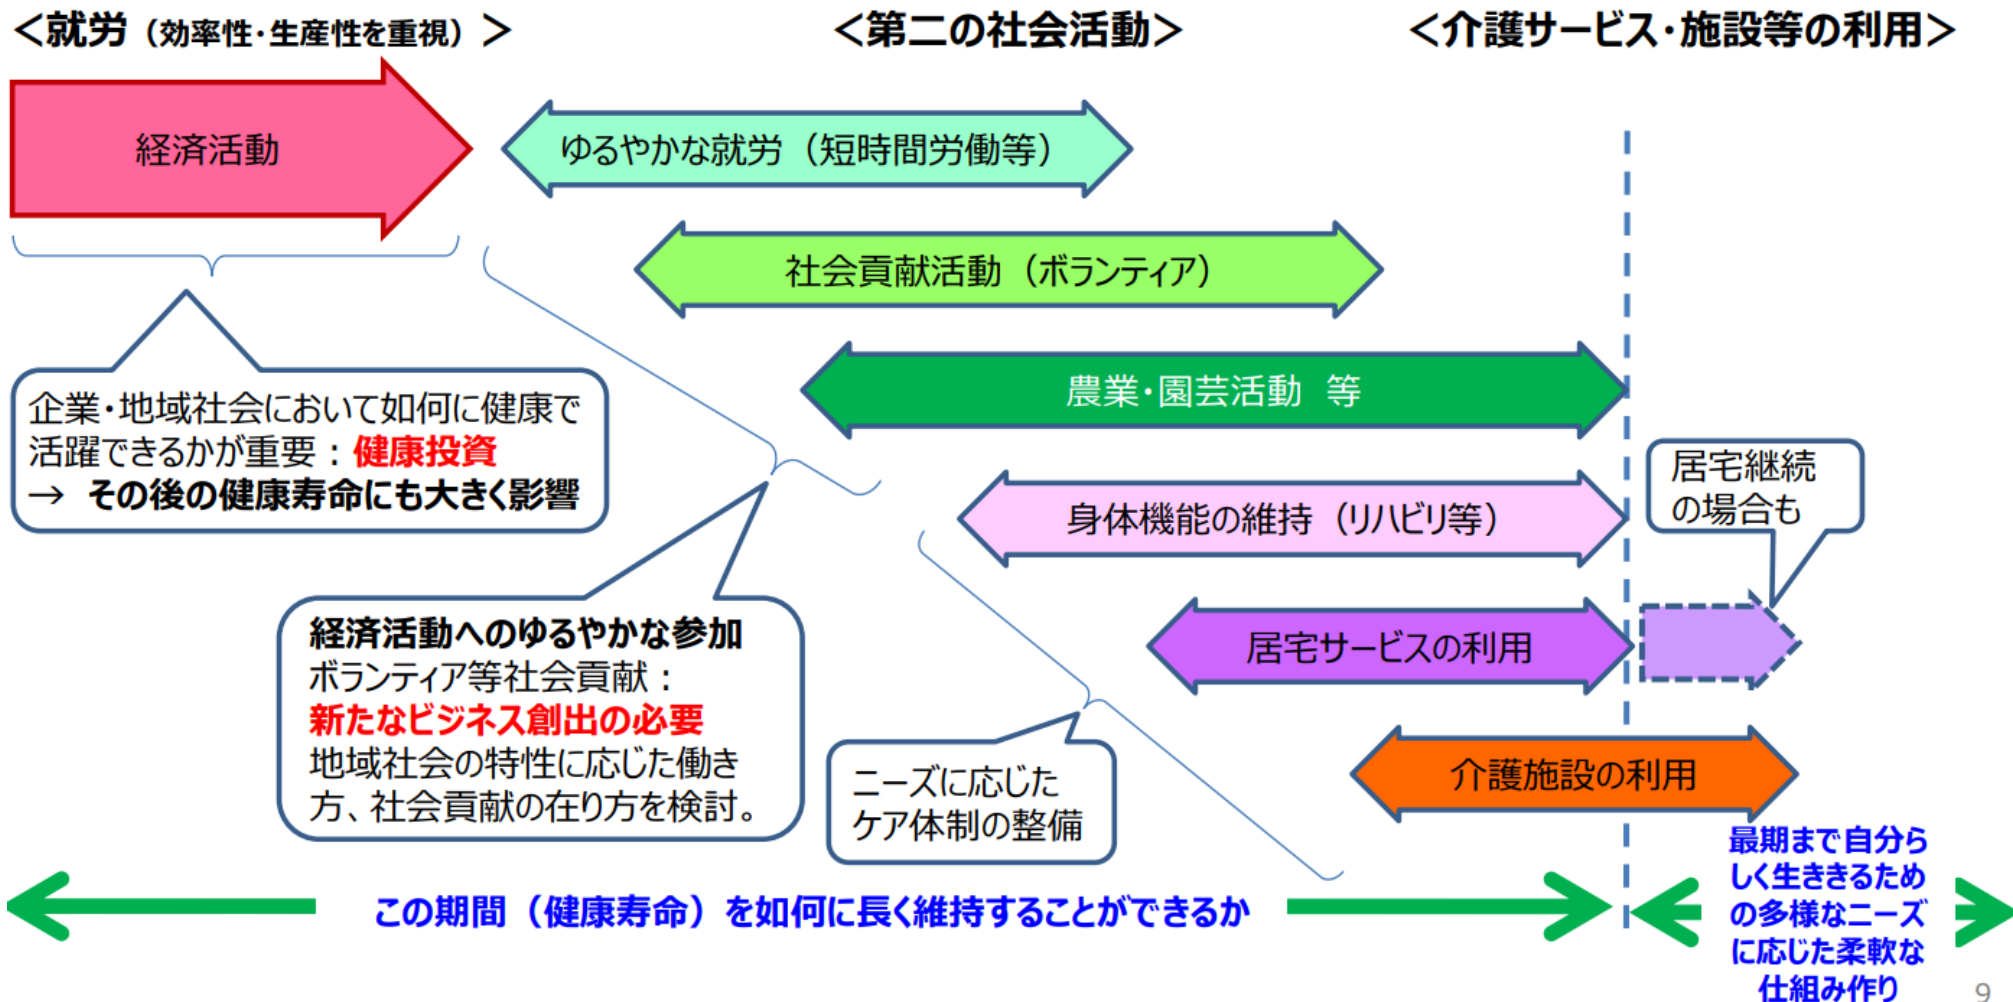 ＜就労（効率性・生産性を重視）＞
＜第二の社会活動＞
＜介護サービス・施設等の利用＞
経済活動
ゆるやかな就労（短時間労働等）
社会貢献活動（ボランティア）
農業・園芸活動　等
身体機能の維持（リハビリ等）
居宅サービスの利用
介護施設の利用
居宅継続
の場合も
企業・地域社会において如何に健康で
活躍できるかが重要：健康投資
→ その後の健康寿命にも大きく影響
経済活動へのゆるやかな参加
ボランティア等社会貢献：
新たなビジネス創出の必要
地域社会の特性に応じた働き
方、社会貢献の在り方を検討。
ニーズに応じた
ケア体制の整備
この期間（健康寿命）を如何に長く維持することができるか
最期まで自分ら
しく生ききるため
の多様なニーズ
に応じた柔軟な
仕組み作り
9